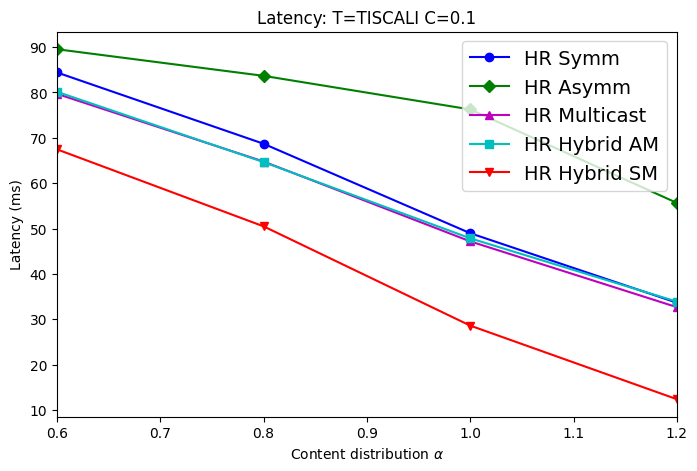 Latency: T=TISCALI C=0.1
90
80
70
60
50
40
30
20
10
Latency (ms)
HR Symm
HR Asymm
HR Multicast
HR Hybrid AM
HR Hybrid SM
0.6 0.7 0.8 0.9 1.0 1.1 1.2
Content distribution α